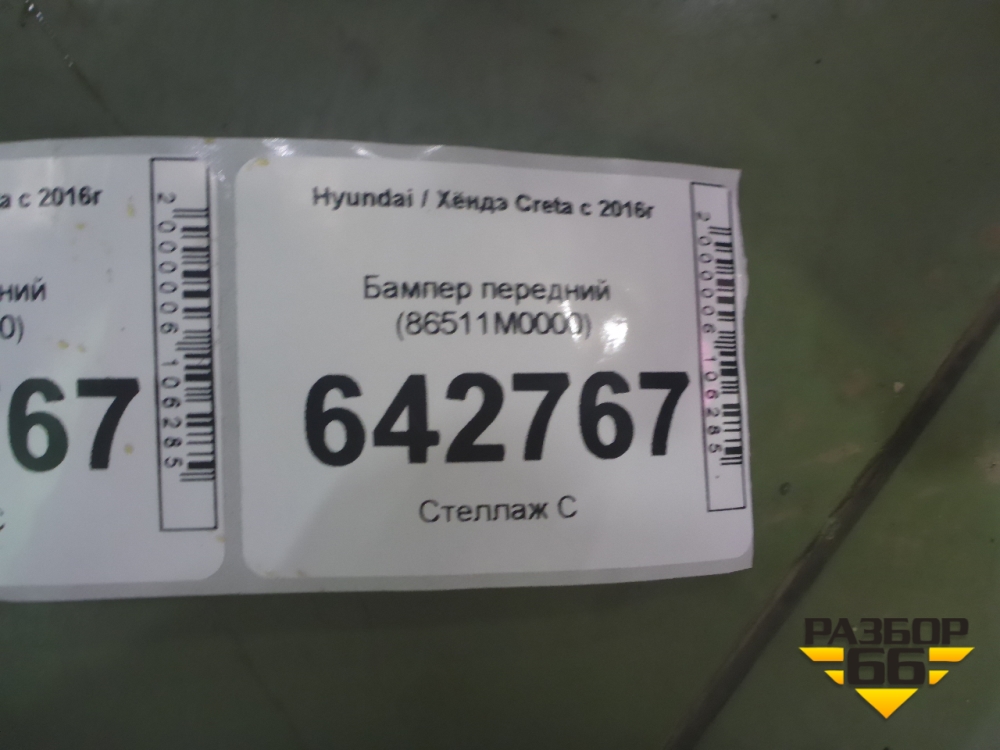 а с 2016г
ний
0)
67
2000006106285
Hyundai / Хёндэ Creta с 2016г
Бампер передний
(86511M0000)
642767
Стеллаж С
2000006106285
РАЗБОР
66